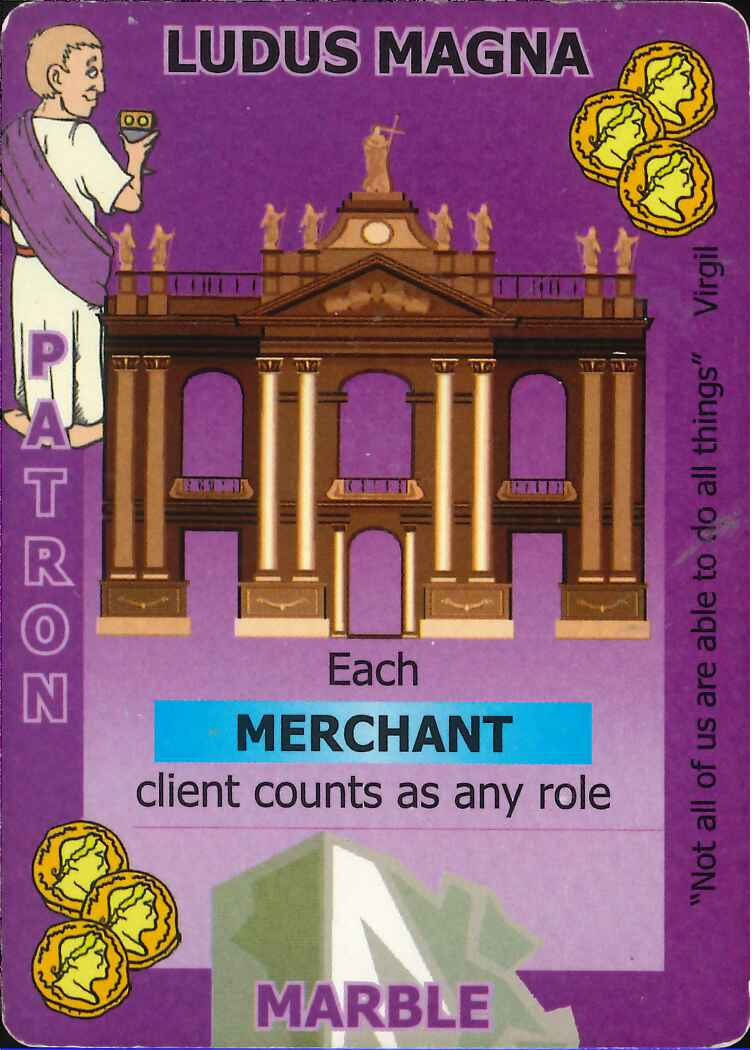 LUDUS MAGNA
PATRON
"Not all of us are able to do all things" Virgil
Each
MERCHANT
client counts as any role
MARBLE